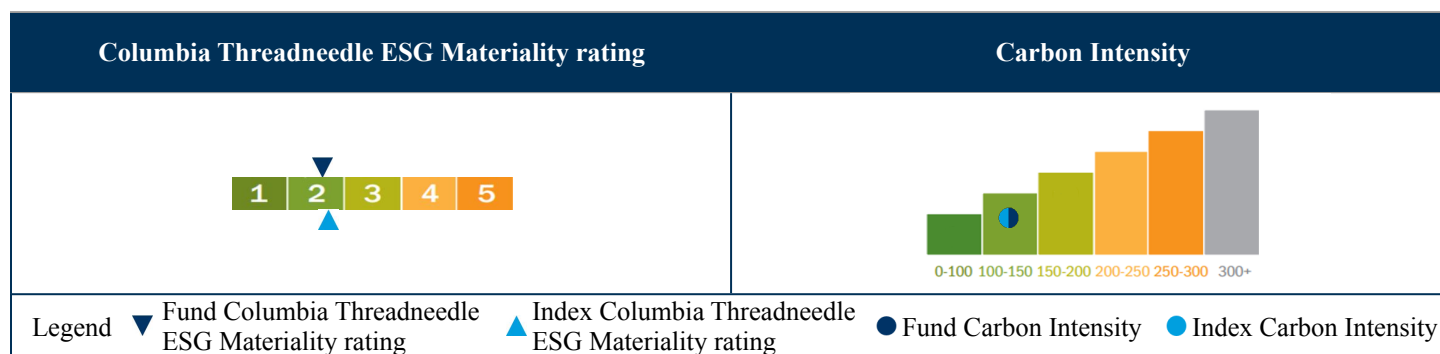 Columbia Threadneedle ESG Materiality rating
Carbon Intensity
1 2 3 4 5
0-100 100-150 150-200 200-250 250-300 300+
Legend
Fund Columbia Threadneedle
ESG Materiality rating
Index Columbia Threadneedle
ESG Materiality rating
Fund Carbon Intensity
Index Carbon Intensity